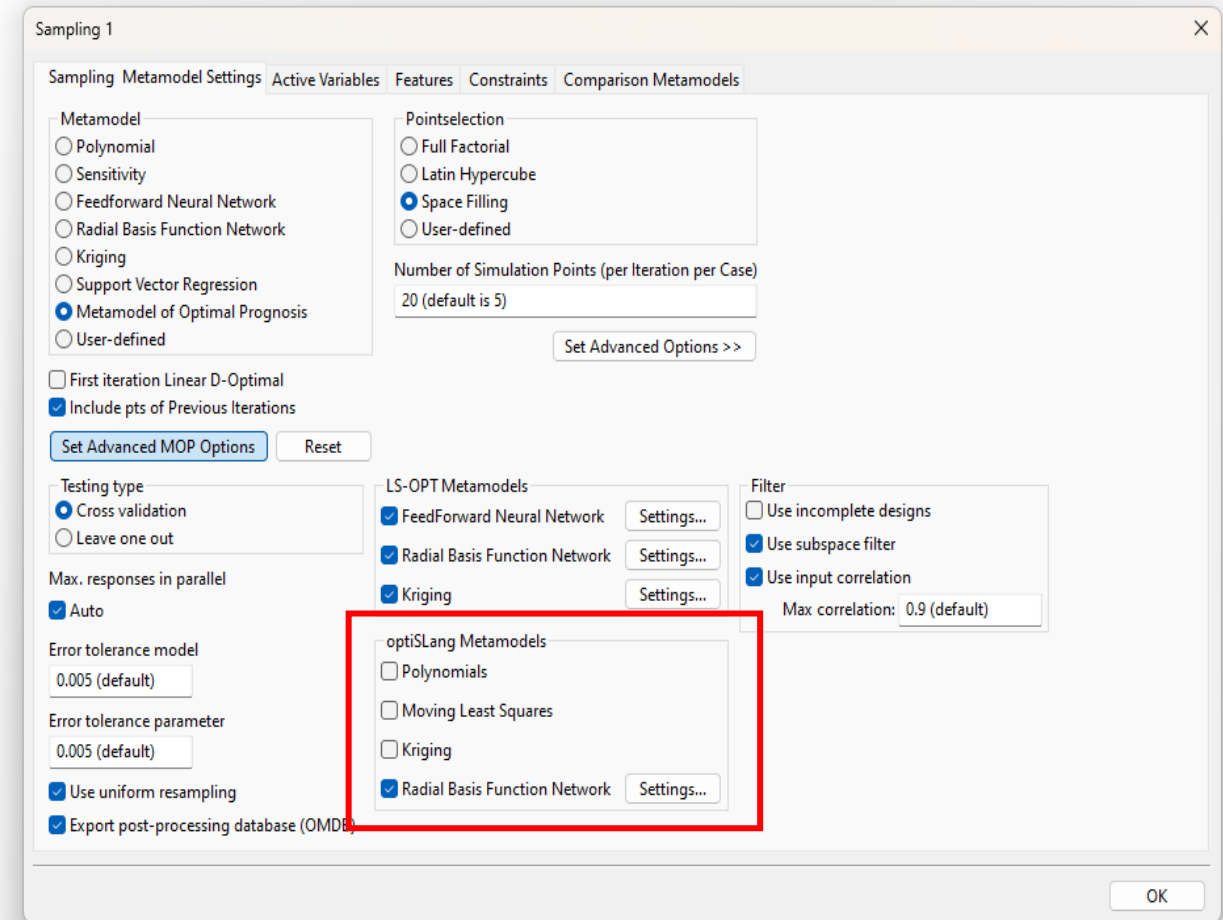 Sampling 1
Sampling Metamodel Settings Active Variables Features Constraints Comparison Metamodels
Metamodel
Polynomial
Sensitivity
Feedforward Neural Network
Radial Basis Function Network
Kriging
Support Vector Regression
Metamodel of Optimal Prognosis
User-defined
Pointselection
Full Factorial
Latin Hypercube
Space Filling
User-defined
Number of Simulation Points (per Iteration per Case)
20 (default is 5)
Set Advanced Options >>
First iteration Linear D-Optimal
Include pts of Previous Iterations
Set Advanced MOP Options Reset
Testing type
Cross validation
Leave one out
Max. responses in parallel
Auto
Error tolerance model
0.005 (default)
Error tolerance parameter
0.005 (default)
Use uniform resampling
Export post-processing database (OMDB)
LS-OPT Metamodels
FeedForward Neural Network Settings...
Radial Basis Function Network Settings...
Kriging Settings...
optiSLang Metamodels
Polynomials
Moving Least Squares
Kriging
Radial Basis Function Network Settings...
Filter
Use incomplete designs
Use subspace filter
Use input correlation
Max correlation: 0.9 (default)
OK